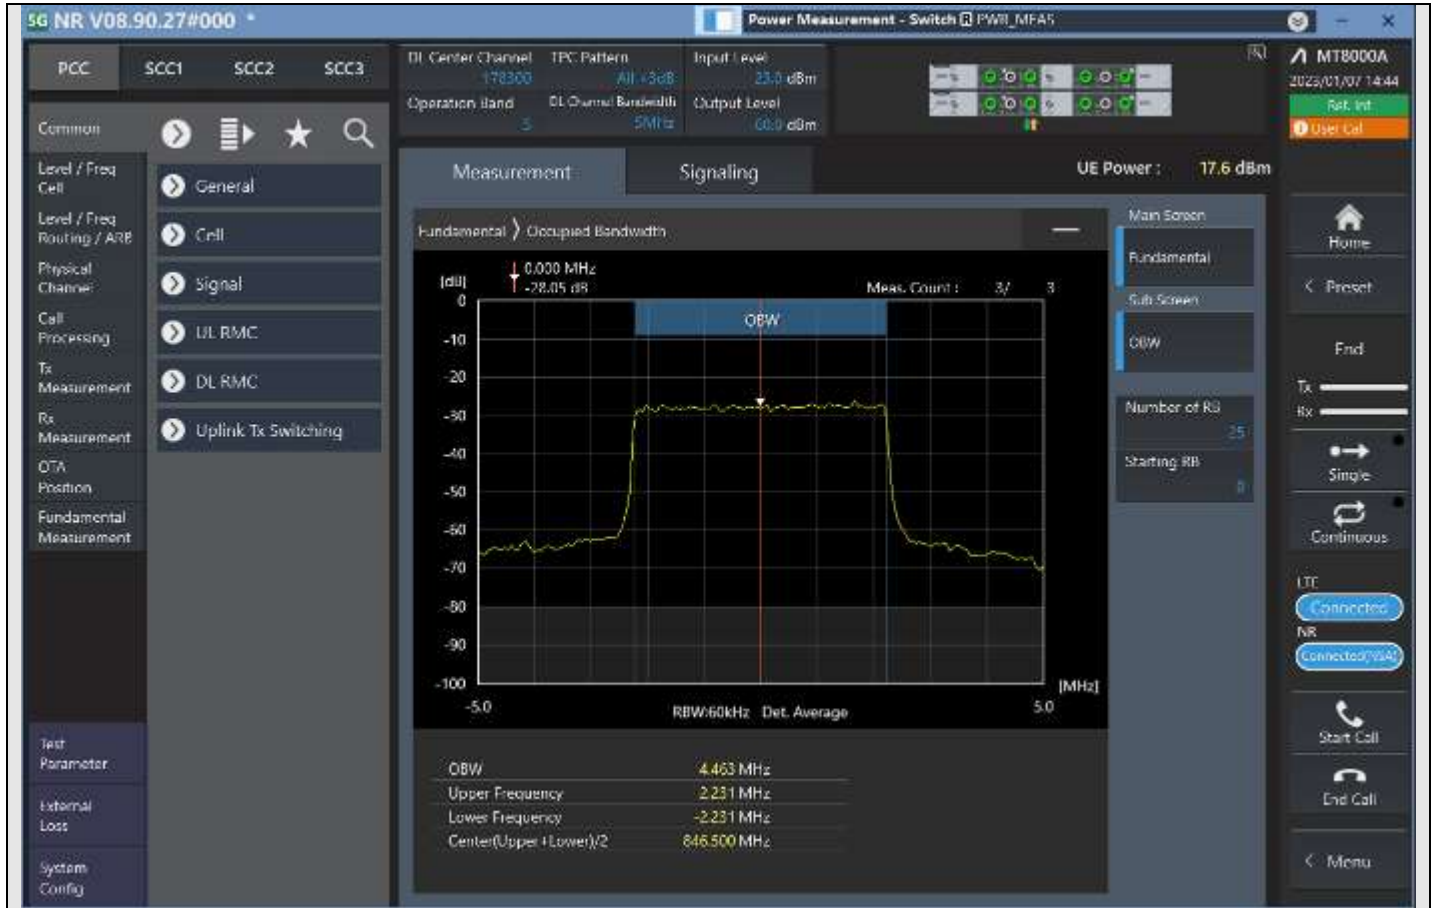 5G NR V08.90.27#000 *
Power Measurement - Switch PWR_MEAS
PCC
SCC1
SCC2
SCC3
DL Center Channel
178300
TPC Pattern
All +3dB
Input Level
23.0 dBm
Operation Band
5
DL Channel Bandwidth
5MHz
Output Level
dBm
MT8000A
2023/01/07 14:44
Ref. Int
User Cal
Common
Level / Freq
Cell
Level / Freq
Routing / ARB
Physical
Channel
Call
Processing
Tx
Measurement
Rx
Measurement
OTA
Position
Fundamental
Measurement
Test
Parameter
External
Loss
System
Config
General
Cell
Signal
UL RMC
DL RMC
Uplink Tx Switching
Measurement
Signaling
UE Power : 17.6 dBm
Fundamental > Occupied Bandwidth
[dB]
0.000 MHz
-28.05 dB
Meas. Count : 3/ 3
OBW
0
-10
-20
-30
-40
-50
-60
-70
-80
-90
-100
[MHz]
-5.0
RBW:60kHz Det. Average
5.0
OBW 4.463 MHz
Upper Frequency 2.231 MHz
Lower Frequency -2.231 MHz
Center(Upper+Lower)/2 846.500 MHz
Main Screen
Fundamental
Sub Screen
OBW
Number of RB
25
Starting RB
0
Home
< Preset
End
Tx
Rx
Single
Continuous
LTE
Connected
NR
Connected(NSA)
Start Call
End Call
< Menu